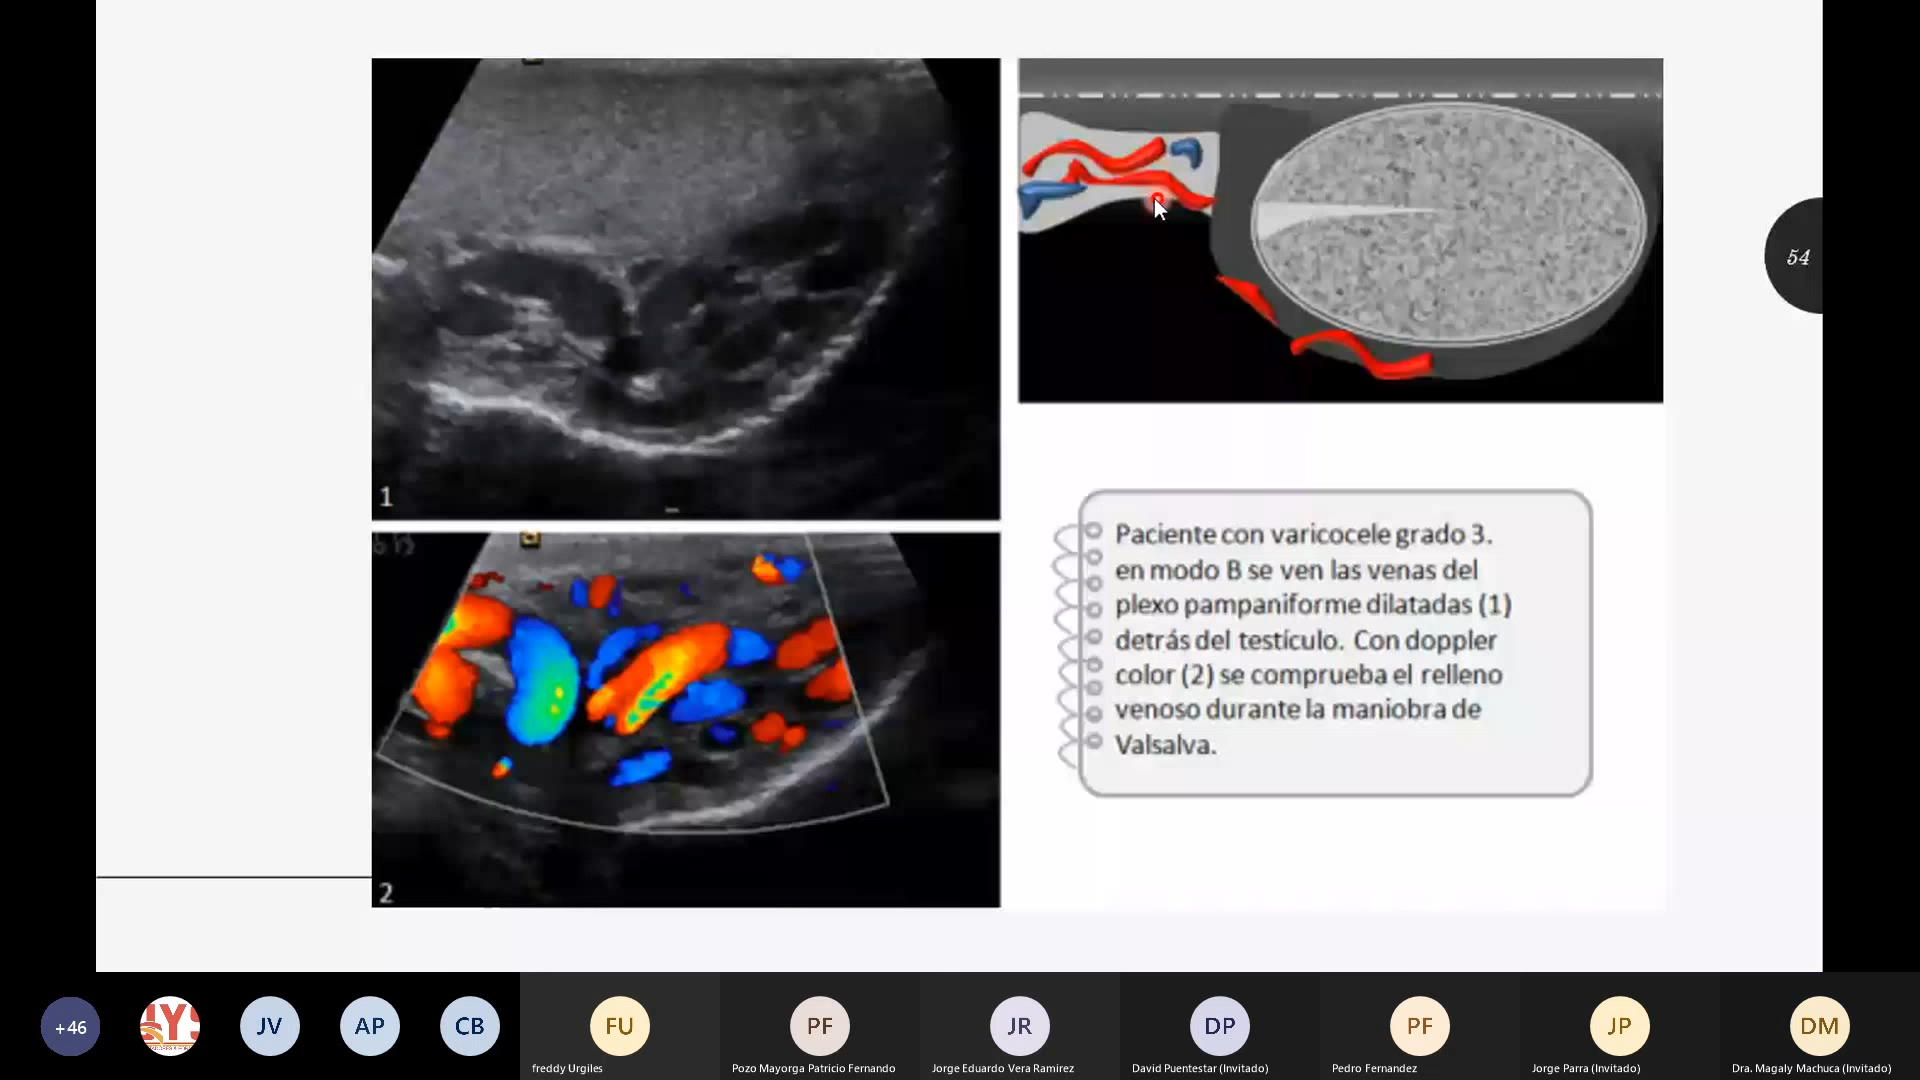 1
54
Paciente con varicocele grado 3.
en modo B se ven las venas del
plexo pampaniforme dilatadas (1)
detrás del testículo. Con doppler
color (2) se comprueba el relleno
venoso durante la maniobra de
Valsalva.
2
+46
JV
AP
CB
FU
PF
JR
DP
PF
JP
DM
freddy Urgiles
Pozo Mayorga Patricio Fernando
Jorge Eduardo Vera Ramirez
David Puentestar (Invitado)
Pedro Fernandez
Jorge Parra (Invitado)
Dra. Magaly Machuca (Invitado)